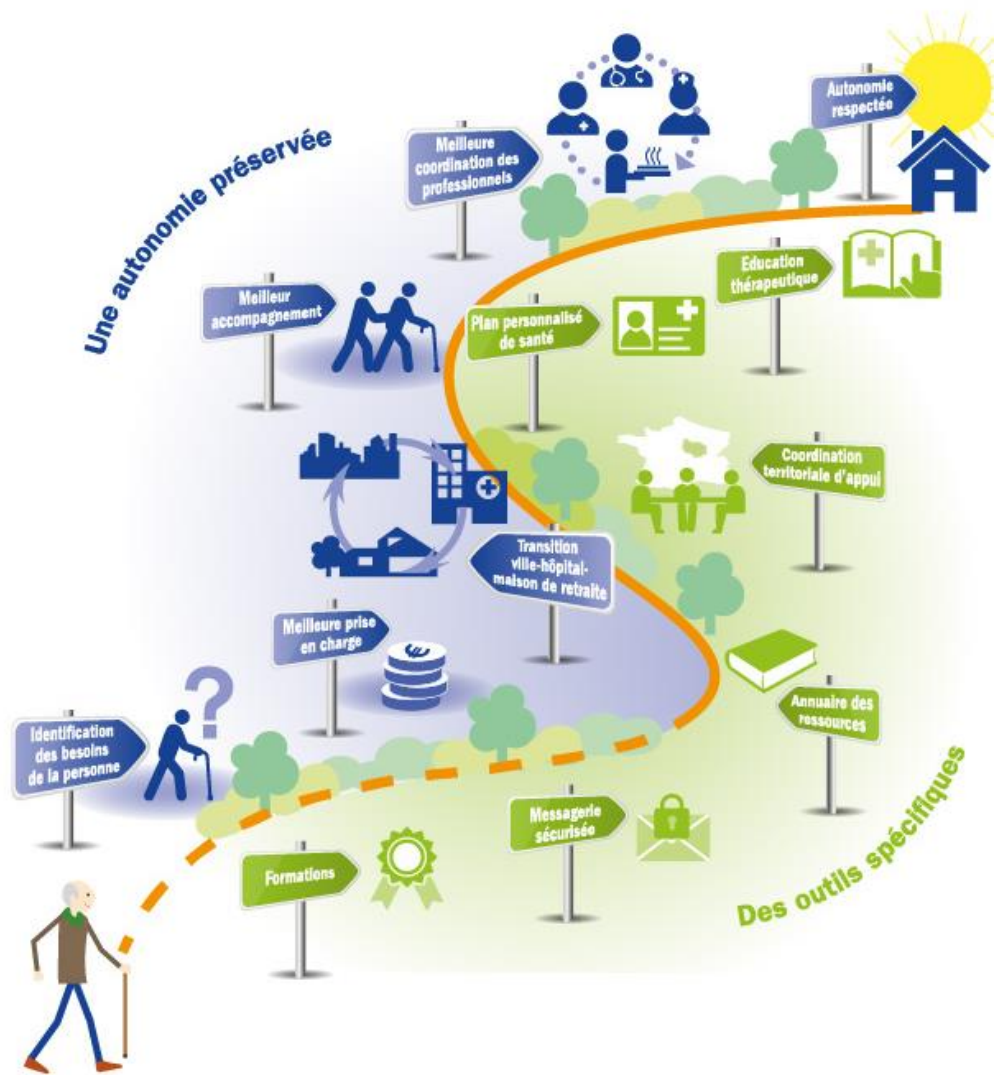 Autonomie
respectée
Meilleure
coordination des
professionnels
Une autonomie préservée
Education
thérapeutique
Meilleur
accompagnement
Plan personnalisé
de santé
Coordination
territoriale d'appui
Transition
ville-hôpital-
maison de retraite
Meilleure prise
en charge
Annuaire des
ressources
Identification
des besoins
de la personne
Messagerie
sécurisée
Formations
Des outils spécifiques